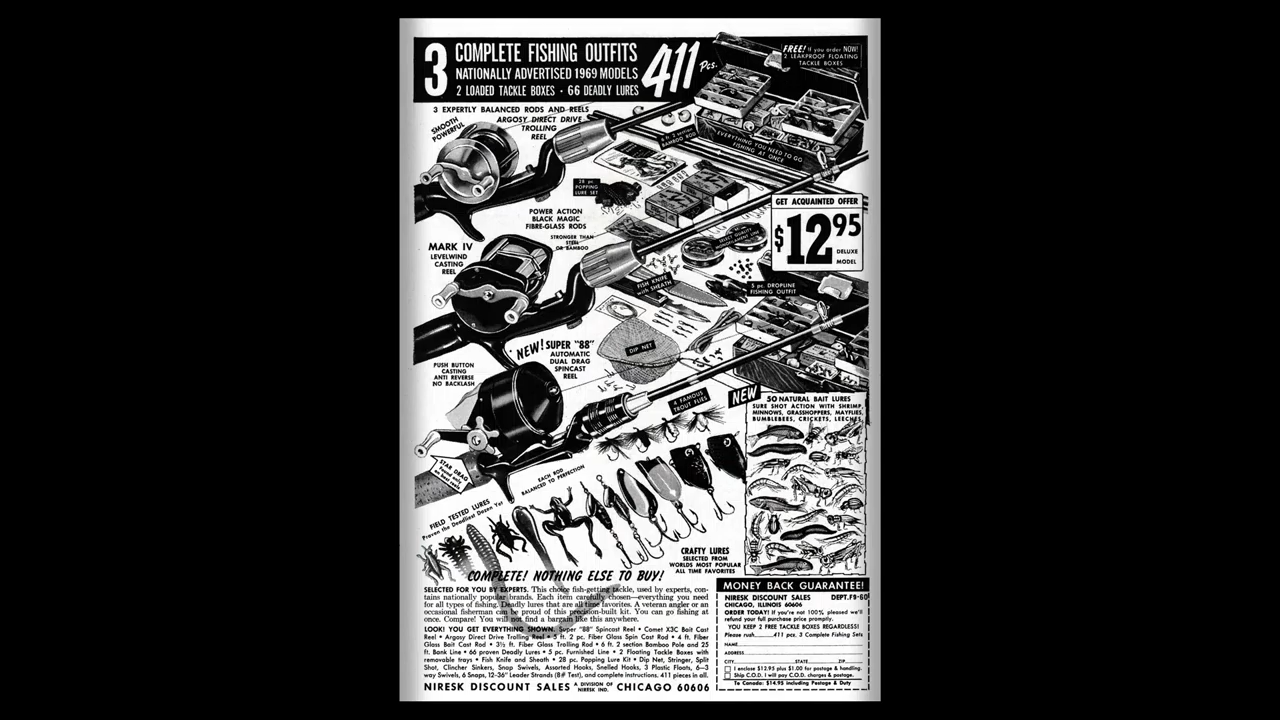 3
COMPLETE FISHING OUTFITS
NATIONALLY ADVERTISED 1969 MODELS
2 LOADED TACKLE BOXES · 66 DEADLY LURES
411 Pcs.
FREE! If you order NOW!
2 LEAKPROOF FLOATING
TACKLE BOXES
3 EXPERTLY BALANCED RODS AND REELS
SMOOTH
POWERFUL
ARGOSY DIRECT DRIVE
TROLLING
REEL
6 ft. 2 section
BAMBOO ROD
EVERYTHING YOU NEED TO GO
FISHING AT ONCE
28 pc.
POPPING
LURE SET
GET ACQUAINTED OFFER
$12.95
DELUXE
MODEL
POWER ACTION
BLACK MAGIC
FIBRE-GLASS RODS
STRONGER THAN
STEEL
OR BAMBOO
MARK IV
LEVELWIND
CASTING
REEL
FISH KNIFE
with SHEATH
5 pc. DROPLINE
FISHING OUTFIT
NEW! SUPER "88"
AUTOMATIC
DUAL DRAG
SPINCAST
REEL
DIP NET
PUSH BUTTON
CASTING
ANTI REVERSE
NO BACKLASH
4 FAMOUS
TROUT FLIES
NEW
50 NATURAL BAIT LURES
SURE SHOT ACTION WITH SHRIMP,
MINNOWS, GRASSHOPPERS, MAYFLIES,
BUMBLEBEES, CRICKETS, LEECHES
STAR DRAG
EACH ROD
BALANCED TO PERFECTION
FIELD TESTED LURES
Proven the Deadliest Dozen Yet
CRAFTY LURES
SELECTED FROM
WORLDS MOST POPULAR
ALL TIME FAVORITES
COMPLETE! NOTHING ELSE TO BUY!
SELECTED FOR YOU BY EXPERTS. This choice fish-getting tackle, used by experts, con-
tains nationally popular brands. Each item carefully chosen—everything you need
for all types of fishing. Deadly lures that are all time favorites. A veteran angler or an
occasional fisherman can be proud of this precision-built kit. You can go fishing at
once. Compare! You will not find a bargain like this anywhere.
LOOK! YOU GET EVERYTHING SHOWN. Super "88" Spincast Reel • Comet X3C Bait Cast
Reel • Argosy Direct Drive Trolling Reel • 5 ft. 2 pc. Fiber Glass Spin Cast Rod • 4 ft. Fiber
Glass Bait Cast Rod • 3½ ft. Fiber Glass Trolling Rod • 6 ft. 2 section Bamboo Pole and 25
ft. Bank Line • 66 proven Deadly Lures • 5 pc. Furnished Line • 2 Floating Tackle Boxes with
removable trays • Fish Knife and Sheath • 28 pc. Popping Lure Kit • Dip Net, Stringer, Split
Shot, Clincher Sinkers, Snap Swivels, Assorted Hooks, Snelled Hooks, 3 Plastic Floats, 6—3
way Swivels, 6 Snaps, 12-36" Leader Strands (8# Test), and complete instructions. 411 pieces in all.
NIRESK DISCOUNT SALES A DIVISION OF NIRESK IND. CHICAGO 60606
MONEY BACK GUARANTEE!
NIRESK DISCOUNT SALES DEPT.FS-60
CHICAGO, ILLINOIS 60606
ORDER TODAY! If you're not 100% pleased we'll
refund your full purchase price promptly.
YOU KEEP 2 FREE TACKLE BOXES REGARDLESS!
Please rush 411 pcs. 3 Complete Fishing Sets
NAME
ADDRESS
CITY STATE ZIP
I enclose $12.95 plus $1.00 for postage & handling.
Ship C.O.D. I will pay C.O.D. charges & postage.
To Canada: $14.95 including Postage & Duty